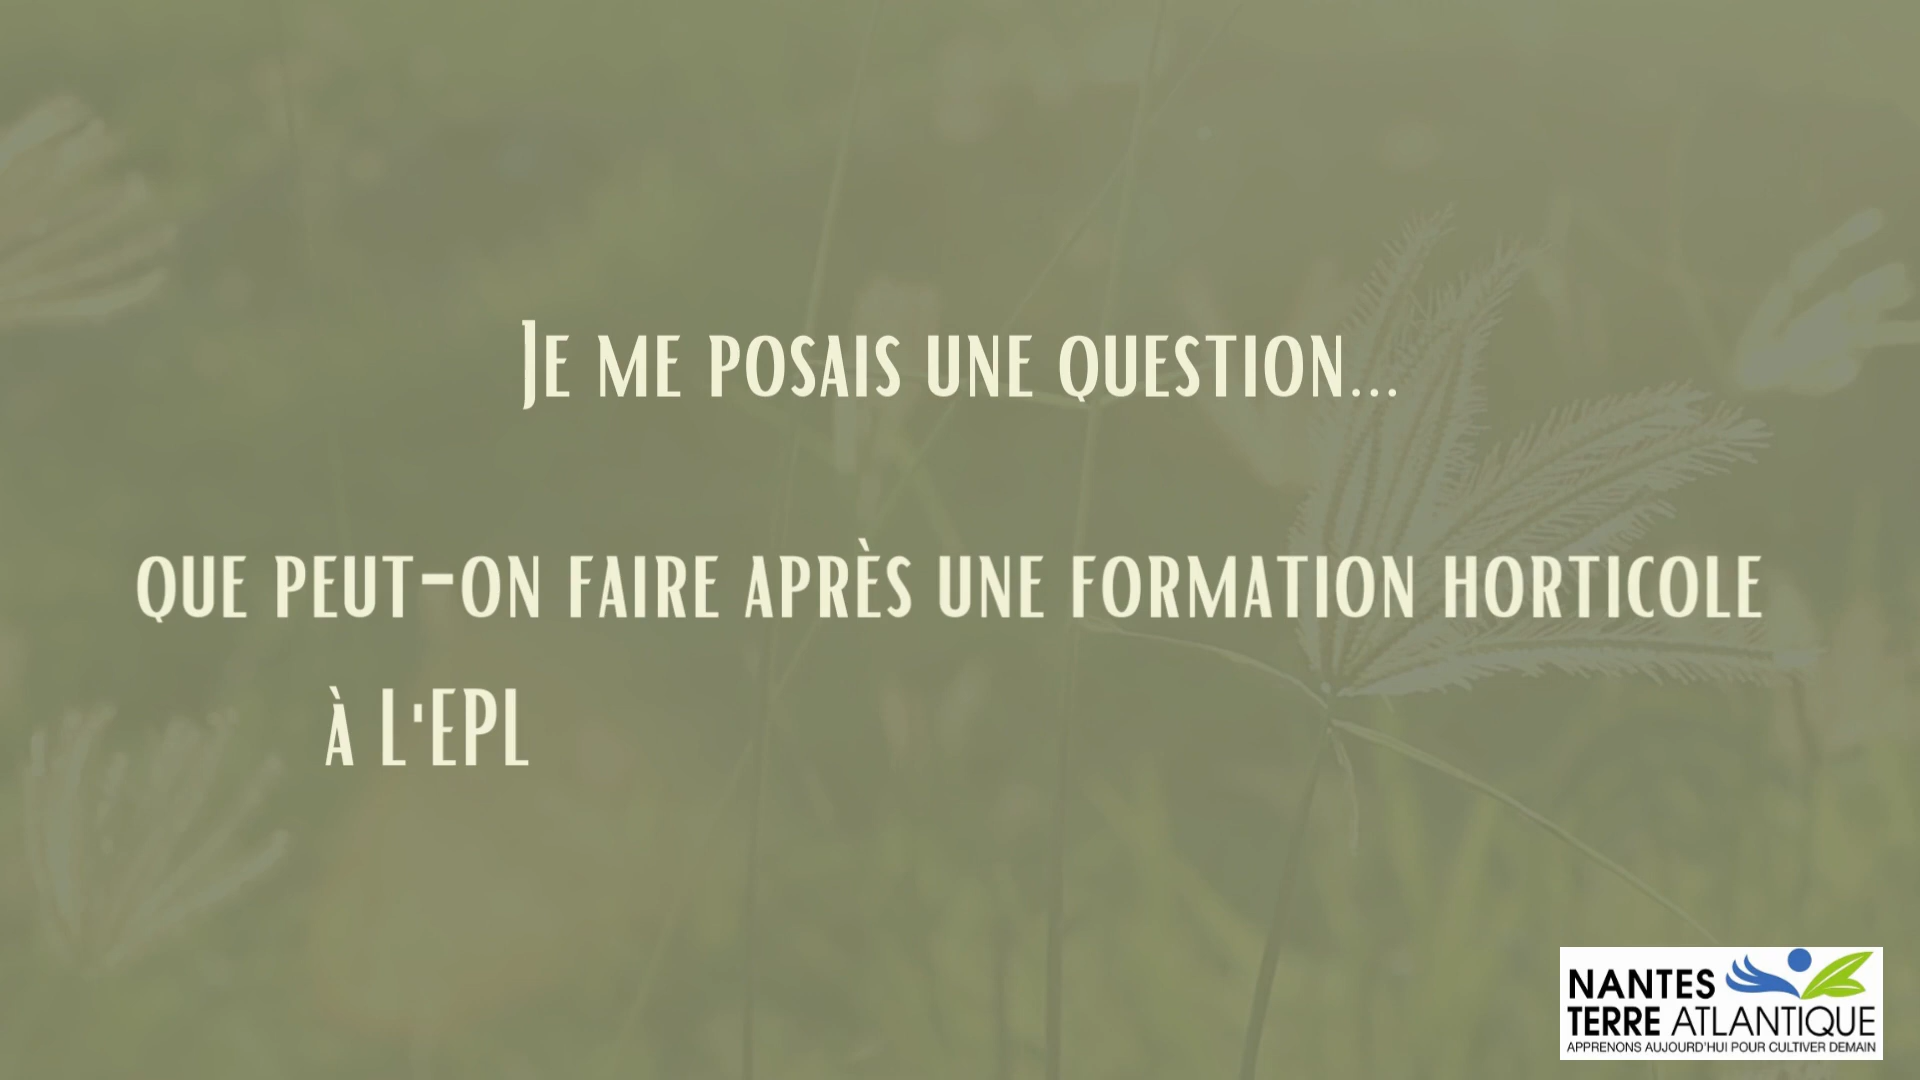 Je me posais une question...
que peut-on faire après une formation horticole
à L'EPL
NANTES
TERRE ATLANTIQUE
APPRENONS AUJOURD'HUI POUR CULTIVER DEMAIN